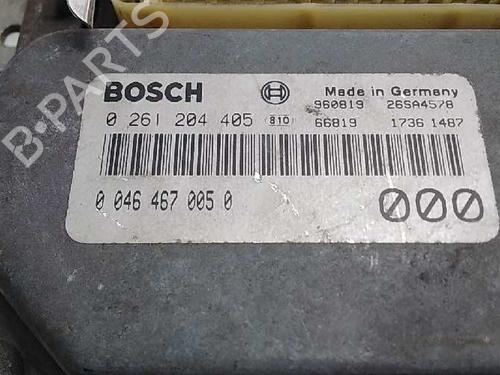 B-PARTS
BOSCH Made in Germany
960819 26SA4578
0 261 204 405 810 66819 1736 1487
0 046 467 005 0 000